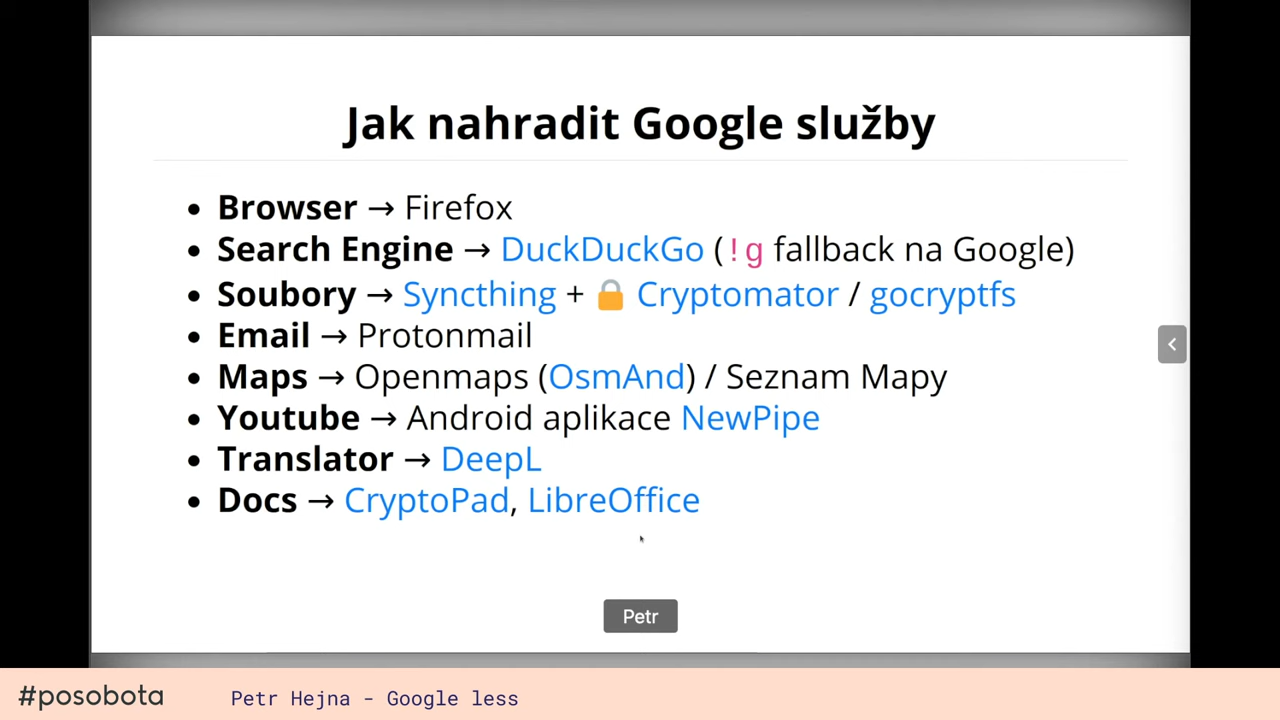 Jak nahradit Google služby
Browser → Firefox
Search Engine → DuckDuckGo (!g fallback na Google)
Soubory → Syncthing + 🔒 Cryptomator / gocryptfs
Email → Protonmail
Maps → Openmaps (OsmAnd) / Seznam Mapy
Youtube → Android aplikace NewPipe
Translator → DeepL
Docs → CryptoPad, LibreOffice
Petr
#posobota Petr Hejna - Google less